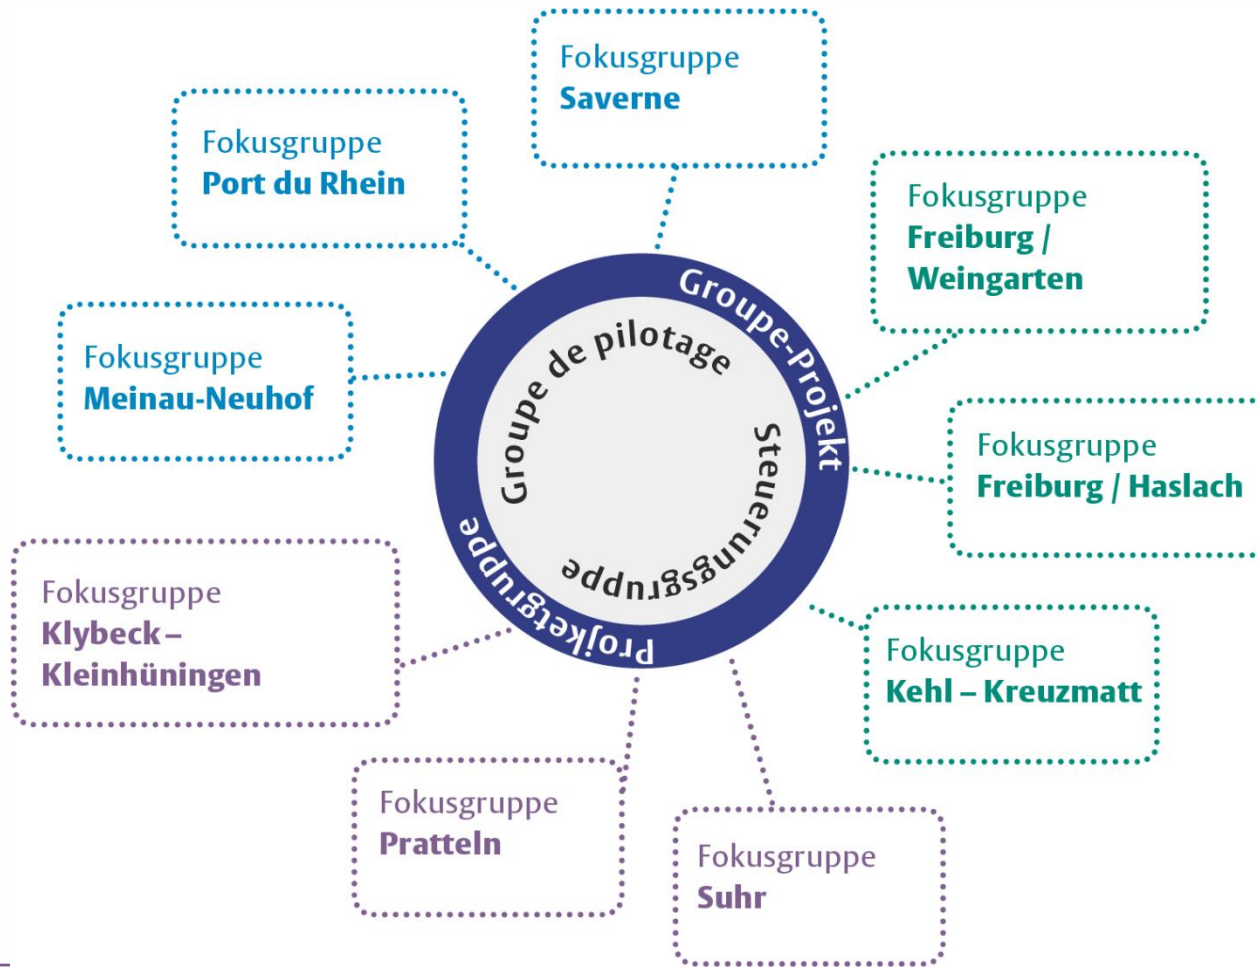 Fokusgruppe
Saverne
Fokusgruppe
Port du Rhein
Fokusgruppe
Freiburg /
Weingarten
Fokusgruppe
Meinau-Neuhof
Groupe-Projekt
Groupe de pilotage
Steuerungsgruppe
Projketgruppe
Fokusgruppe
Freiburg / Haslach
Fokusgruppe
Klybeck –
Kleinhüningen
Fokusgruppe
Kehl – Kreuzmatt
Fokusgruppe
Pratteln
Fokusgruppe
Suhr